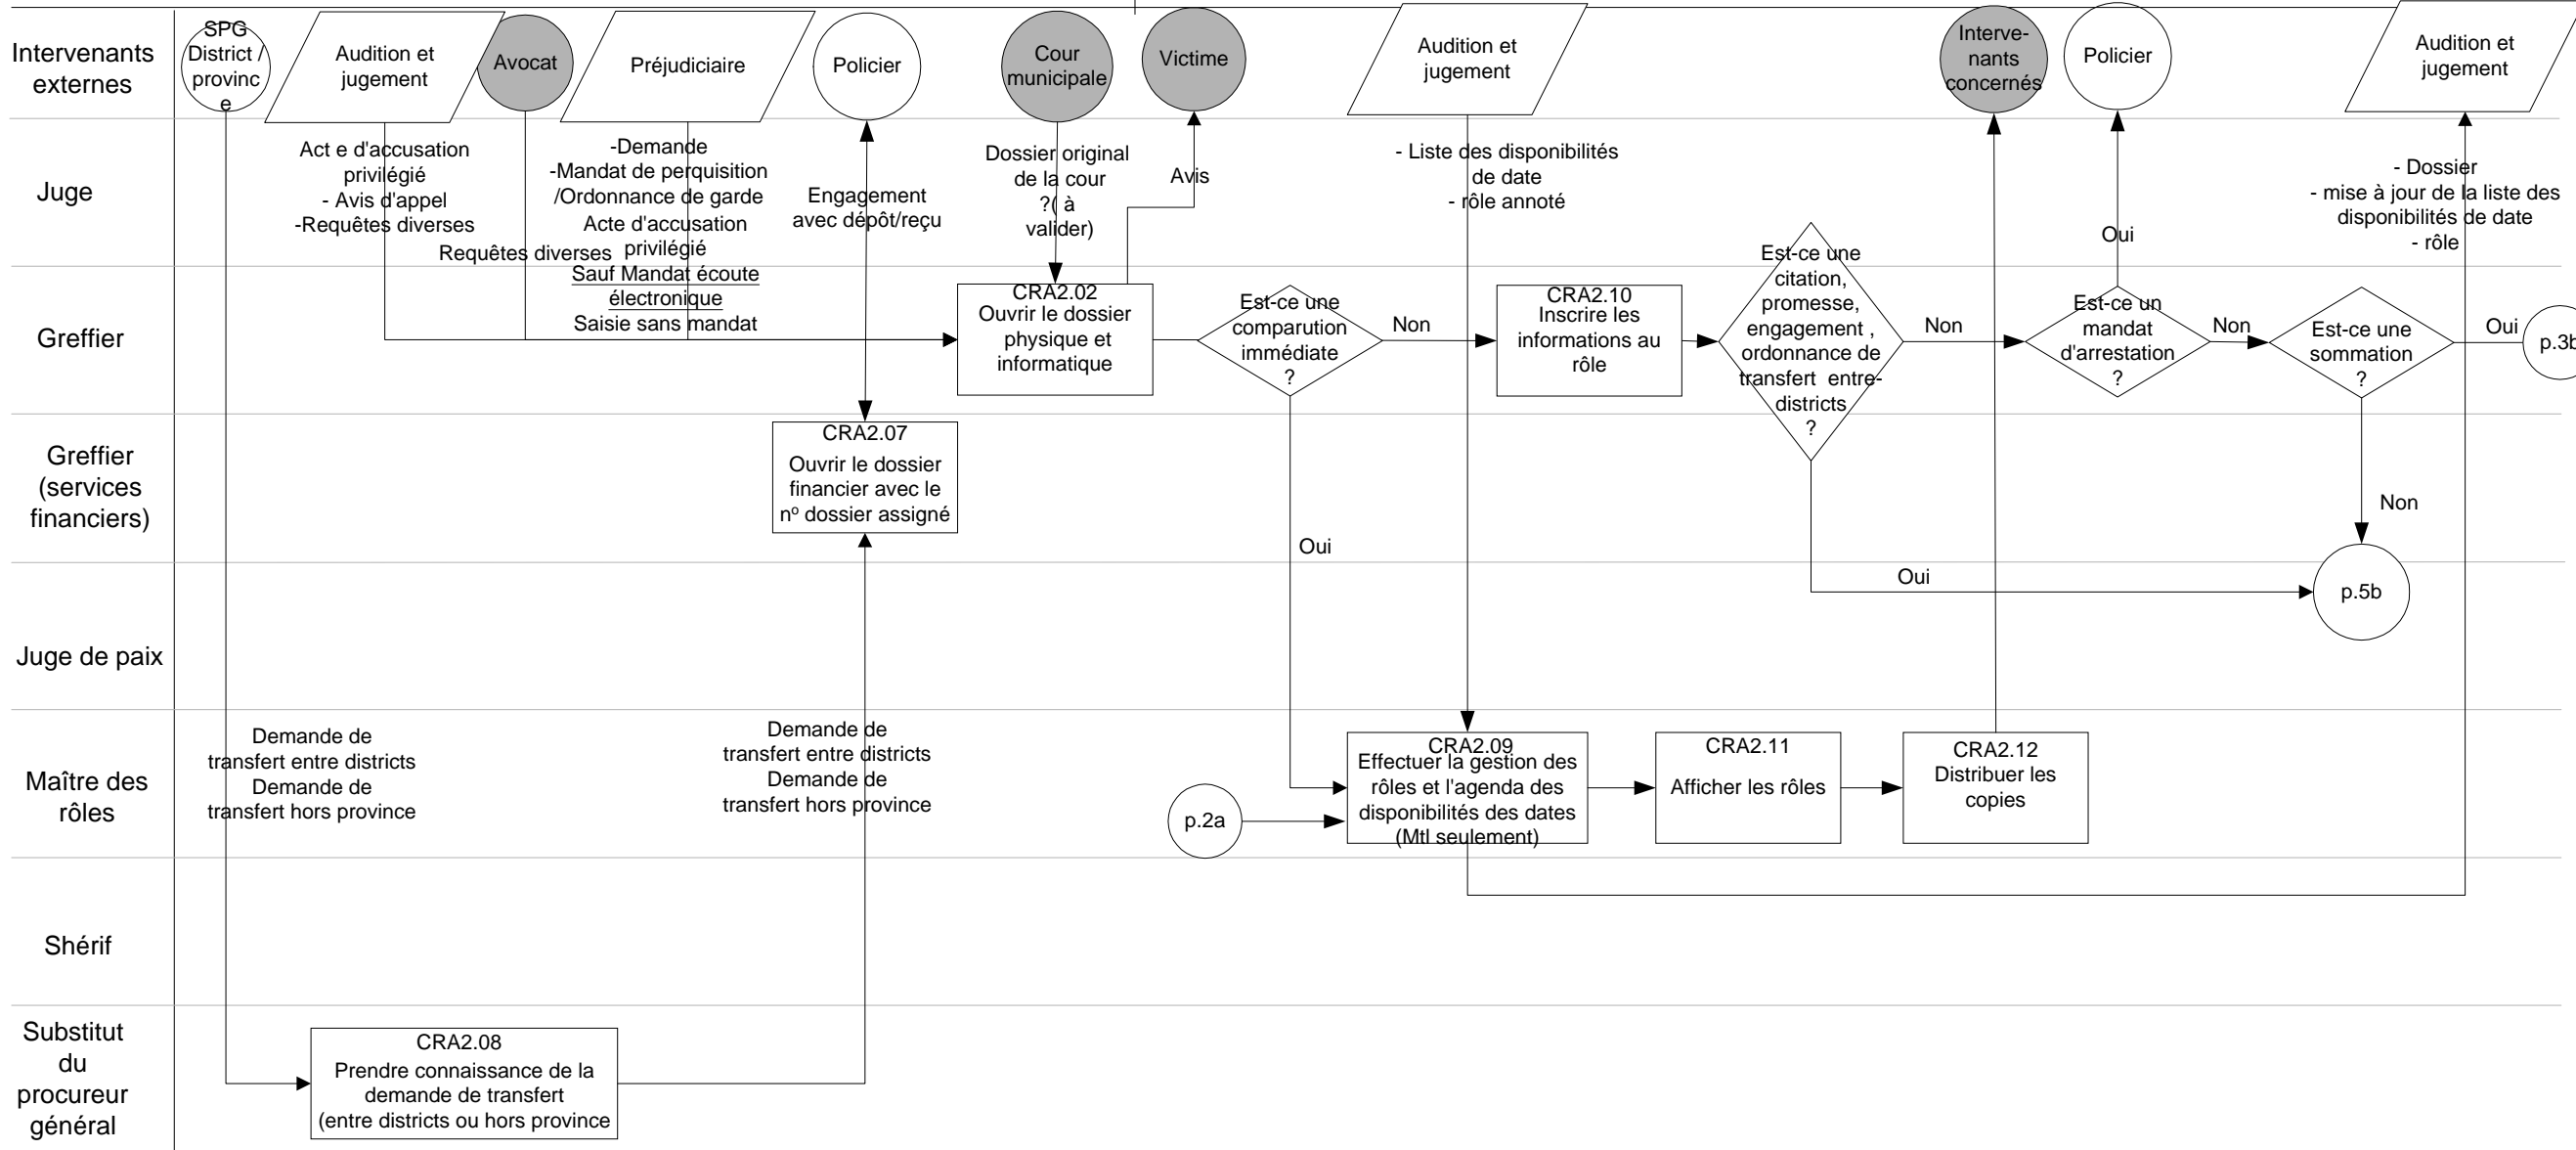 Intervenants
externes
SPG
District /
provinc
e
Audition et
jugement
Avocat
Préjudiciaire
Policier
Cour
municipale
Victime
Audition et
jugement
Interve-
nants
concernés
Policier
Audition et
jugement
Juge
Act e d'accusation
privilégié
- Avis d'appel
-Requêtes diverses
Requêtes diverses
-Demande
-Mandat de perquisition
/Ordonnance de garde
Acte d'accusation
privilégié
Sauf Mandat écoute
électronique
Saisie sans mandat
Engagement
avec dépôt/reçu
Dossier original
de la cour
?( à
valider)
Avis
- Liste des disponibilités
de date
- rôle annoté
Oui
- Dossier
- mise à jour de la liste des
disponibilités de date
- rôle
Greffier
CRA2.02
Ouvrir le dossier
physique et
informatique
Est-ce une
comparution
immédiate
?
Non
CRA2.10
Inscrire les
informations au
rôle
Est-ce une
citation,
promesse,
engagement ,
ordonnance de
transfert entre-
districts
?
Non
Est-ce un
mandat
d'arrestation
?
Non
Est-ce une
sommation
?
Oui
p.3b
Greffier
(services
financiers)
CRA2.07
Ouvrir le dossier
financier avec le
nº dossier assigné
Oui
Non
Juge de paix
Oui
p.5b
Maître des
rôles
Demande de
transfert entre districts
Demande de
transfert hors province
Demande de
transfert entre districts
Demande de
transfert hors province
p.2a
CRA2.09
Effectuer la gestion des
rôles et l'agenda des
disponibilités des dates
(Mtl seulement)
CRA2.11
Afficher les rôles
CRA2.12
Distribuer les
copies
Shérif
Substitut
du
procureur
général
CRA2.08
Prendre connaissance de la
demande de transfert
(entre districts ou hors province